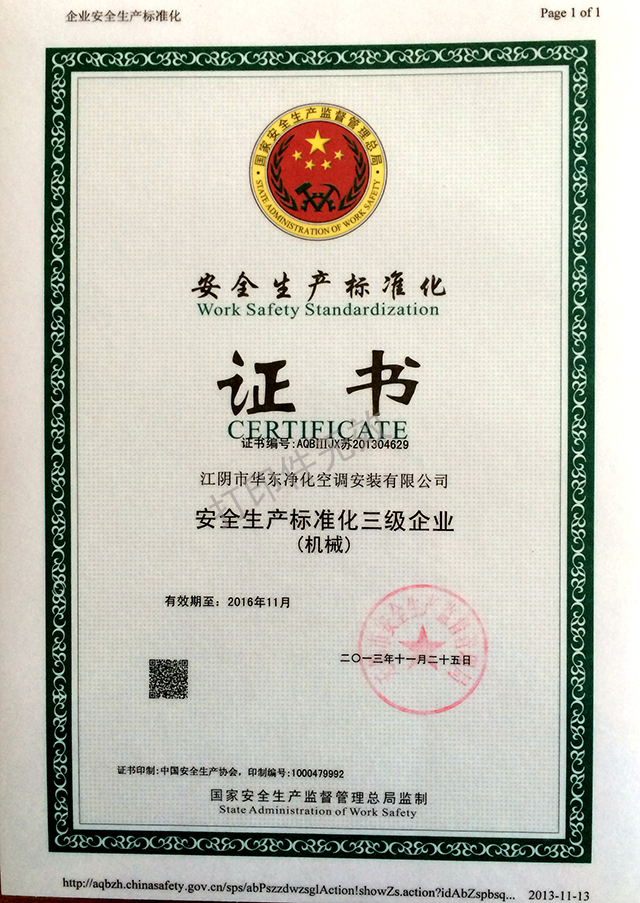 企业安全生产标准化
Page 1 of 1
国家安全生产监督管理总局
STATE ADMINISTRATION OF WORK SAFETY
安全生产标准化
Work Safety Standardization
证书
CERTIFICATE
证书编号:AQBIIIJX苏201304629
江阴市华东净化空调安装有限公司
打印件无效
安全生产标准化三级企业
(机械)
有效期至：2016年11月
二〇一三年十一月二十五日
证书印制:中国安全生产协会，印制编号:1000479992
国家安全生产监督管理总局监制
State Administration of Work Safety
http://aqbzh.chinasafety.gov.cn/sps/abPszzdwzsglAction!showZs.action?idAbZspbsq...
2013-11-13